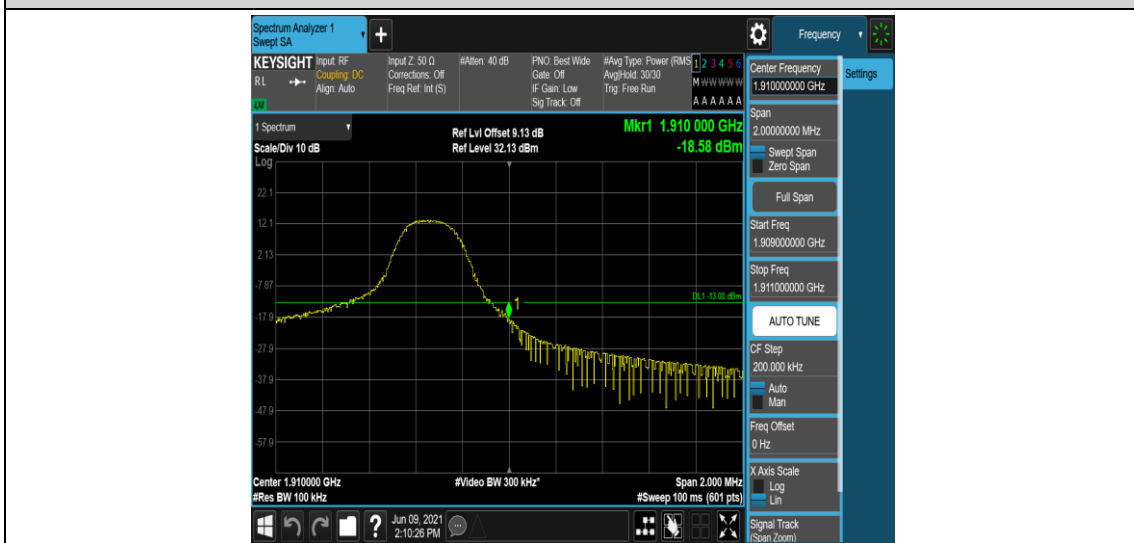 Spectrum Analyzer 1
Swept SA
+
Frequency
KEYSIGHT
RL
LXI
Input: RF
Coupling: DC
Align: Auto
Input Z: 50 Ω
Corrections: Off
Freq Ref: Int (S)
#Atten: 40 dB
PNO: Best Wide
Gate: Off
IF Gain: Low
Sig Track: Off
#Avg Type: Power (RMS
Avg|Hold: 30/30
Trig: Free Run
1 2 3 4 5 6
M W W W W W
A A A A A A
1 Spectrum
Scale/Div 10 dB
Log
Ref Lvl Offset 9.13 dB
Ref Level 32.13 dBm
Mkr1 1.910 000 GHz
-18.58 dBm
22.1
12.1
2.13
-7.87
-17.9
-27.9
-37.9
-47.9
-57.9
DL1 -13.00 dBm
1
Center 1.910000 GHz
#Res BW 100 kHz
#Video BW 300 kHz*
Span 2.000 MHz
#Sweep 100 ms (601 pts)
Center Frequency
1.910000000 GHz
Settings
Span
2.00000000 MHz
Swept Span
Zero Span
Full Span
Start Freq
1.909000000 GHz
Stop Freq
1.911000000 GHz
AUTO TUNE
CF Step
200.000 kHz
Auto
Man
Freq Offset
0 Hz
X Axis Scale
Log
Lin
Signal Track
(Span Zoom)
?
Jun 09, 2021
2:10:26 PM